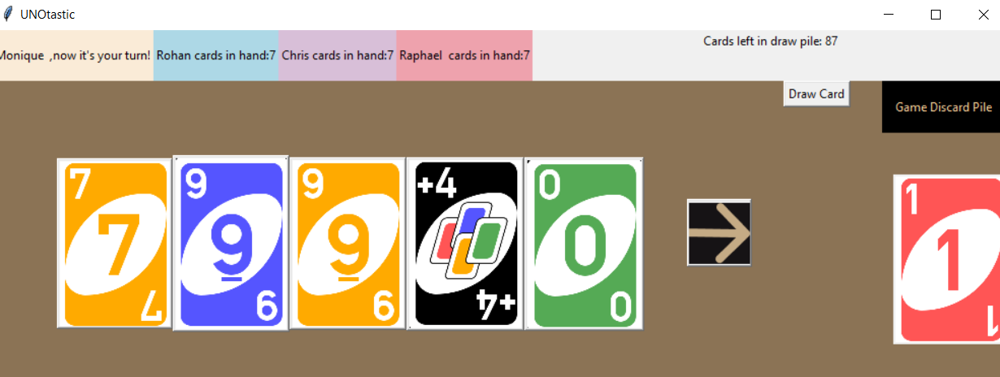 UNOtastic
Monique ,now it's your turn! Rohan cards in hand:7 Chris cards in hand:7 Raphael cards in hand:7
Cards left in draw pile: 87
Draw Card
Game Discard Pile
7 9 9 +4 0
7 9 9 0
7 9 9 +4 0
1
1
1